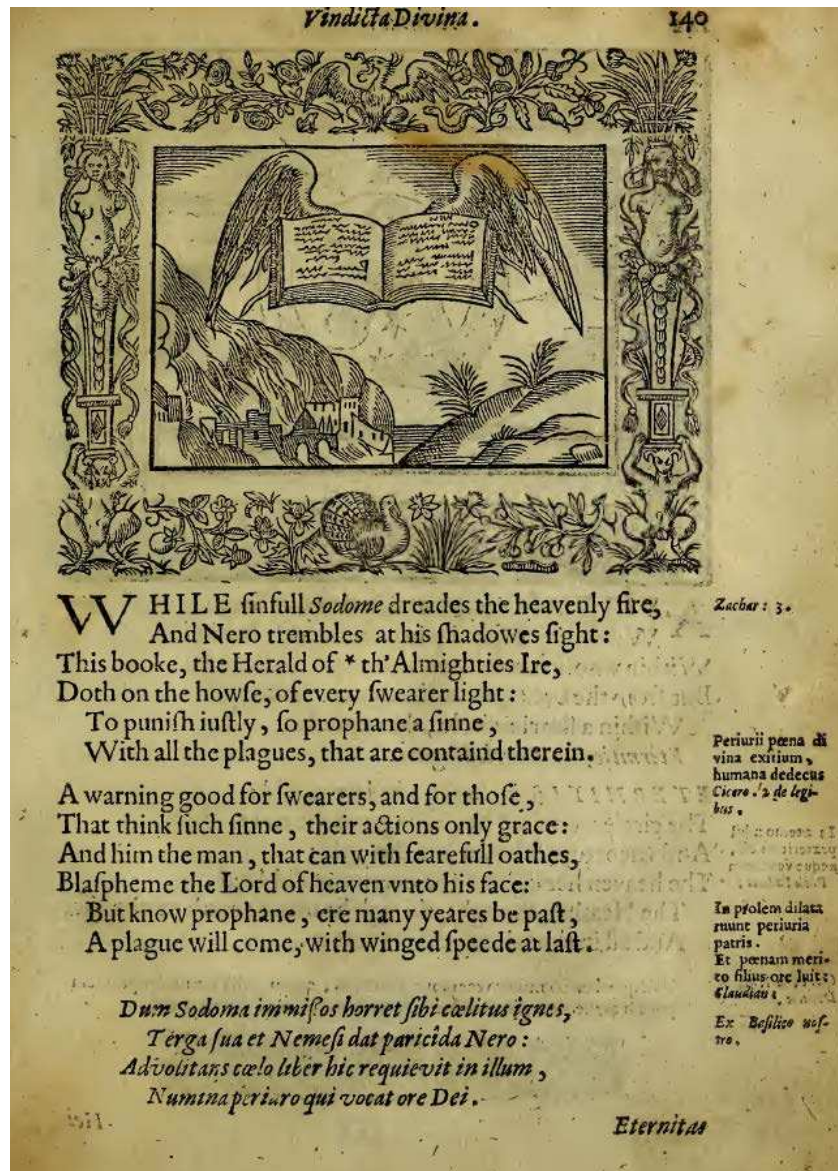 Vindicta Divina.
140
WHILE ſinfull Sodome dreades the heavenly fire,
And Nero trembles at his ſhadowes ſight:
This booke, the Herald of * th'Almighties Ire,
Doth on the howſe, of every ſwearer light:
To puniſh iuſtly, ſo prophane a ſinne,
With all the plagues, that are containd therein.
A warning good for ſwearers, and for thoſe,
That think ſuch ſinne, their actions only grace:
And him the man, that can with fearefull oathes,
Blaſpheme the Lord of heaven vnto his face:
But know prophane, ere many yeares be paſt,
A plague will come, with winged ſpeede at laſt.
Dum Sodoma immiſſos horret ſibi cælitus ignes,
Terga ſua et Nemeſi dat paricida Nero:
Advolitans cælo liber hic requievit in illum,
Numina periuro qui vocat ore Dei.
Zachar: 3.
Periurii pœna di
vina exitium,
humana dedecus
Cicero. 2 de legi-
bus.
In prolem dilata
runt periuria
patris.
Et pœnam meri-
to filius ore luit:
Claudian:
Ex Baſilico noſ-
tro.
Eternitas